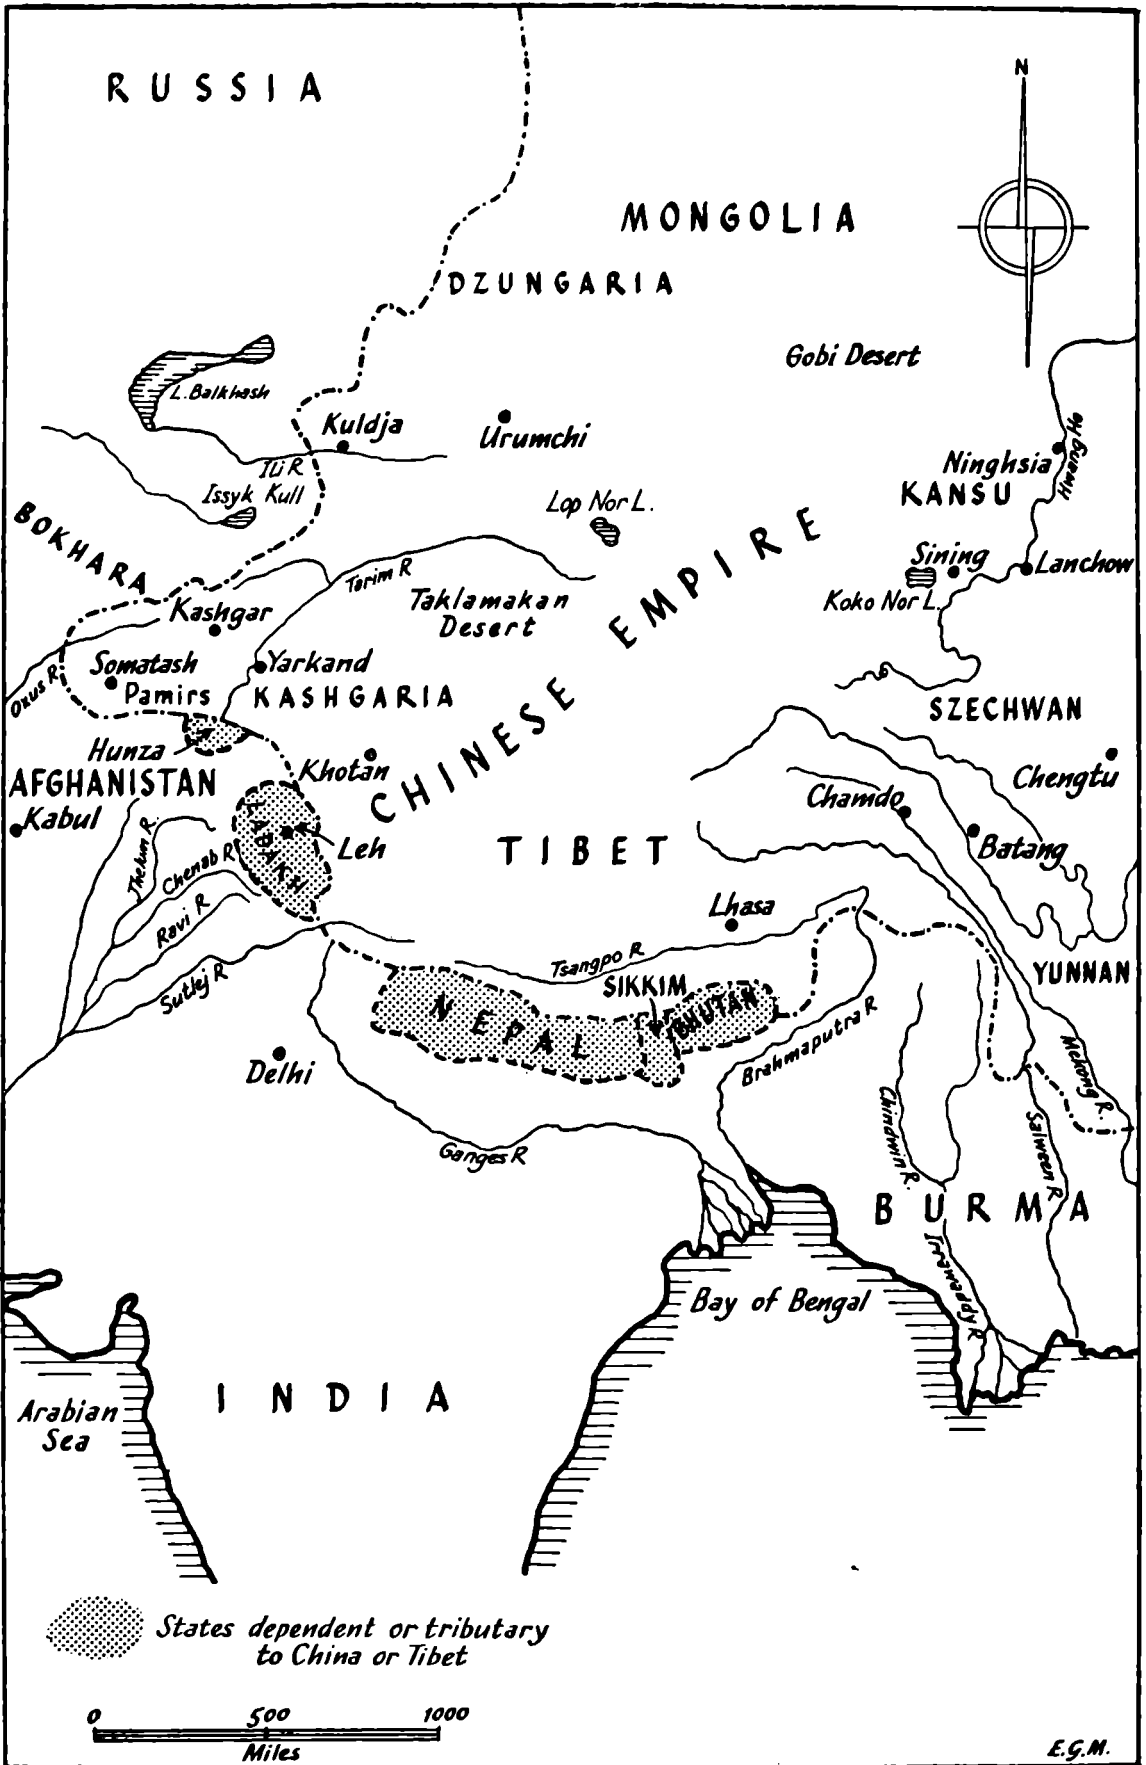 RUSSIA
N
MONGOLIA
DZUNGARIA
Gobi Desert
L. Balkhash
Kuldja
Urumchi
Hwang Ho
Ninghsia
KANSU
Ili R
Issyk Kull
Lop Nor L.
BOKHARA
Sining
Lanchow
Koko Nor L.
Tarim R
Taklamakan
Desert
Kashgar
CHINESE EMPIRE
Yarkand
Somatash
Pamirs
Oxus R
KASHGARIA
SZECHWAN
Hunza
Khotan
AFGHANISTAN
Chengtu
Chamdo
Kabul
LADAKH
Leh
TIBET
Batang
Jhelum R.
Chenab R
Ravi R
Sutlej R
Lhasa
Tsangpo R
SIKKIM
YUNNAN
NEPAL
BHUTAN
Brahmaputra R
Delhi
Mekong R.
Chindwin R.
Salween R.
Ganges R
BURMA
Irrappawaddy R
Bay of Bengal
INDIA
Arabian
Sea
States dependent or tributary
to China or Tibet
0 500 1000
Miles
E.G.M.